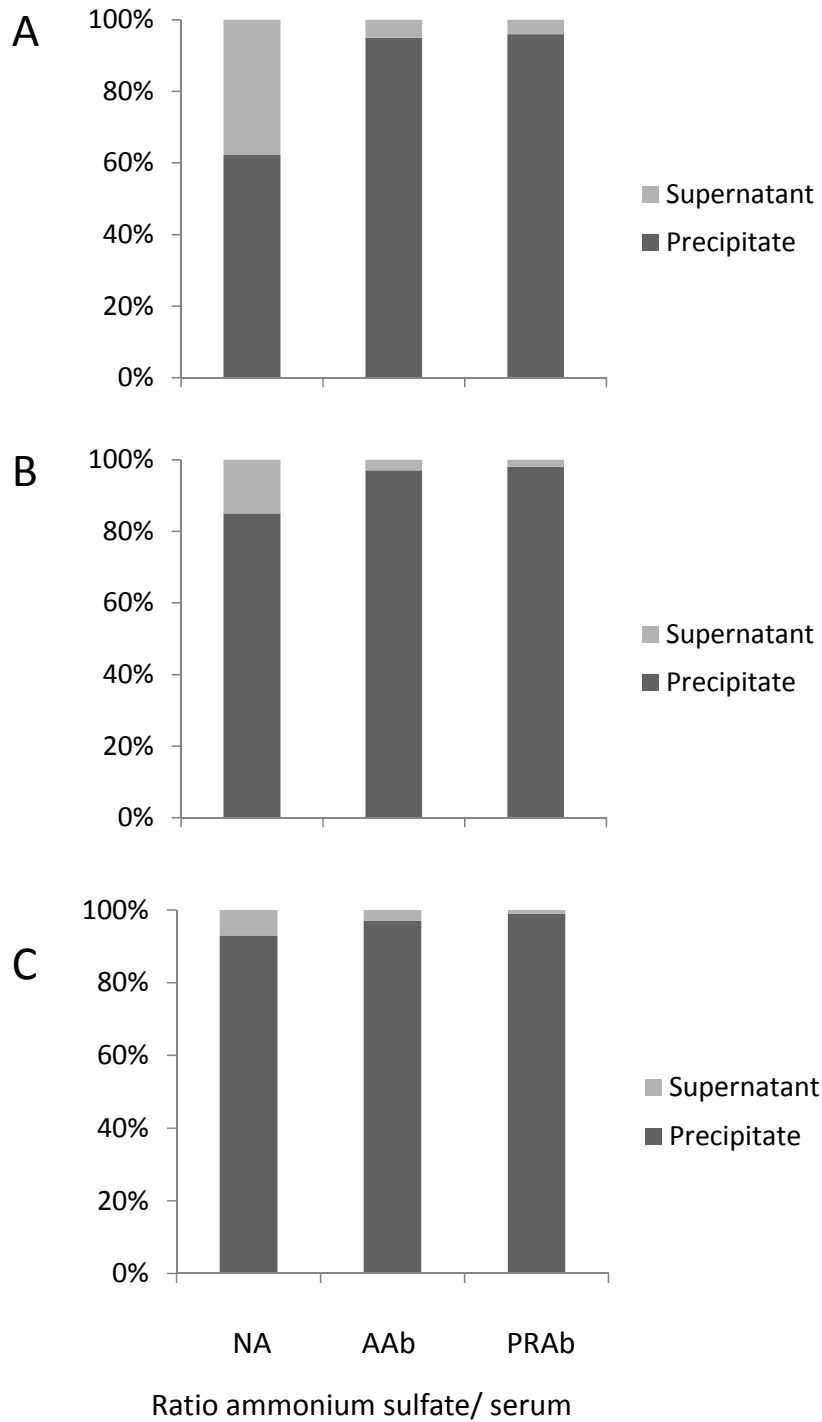 A
100%
80%
60%
40%
20%
0%
Supernatant
Precipitate
B
100%
80%
60%
40%
20%
0%
Supernatant
Precipitate
C
100%
80%
60%
40%
20%
0%
Supernatant
Precipitate
NA AAb PRAb
Ratio ammonium sulfate/ serum